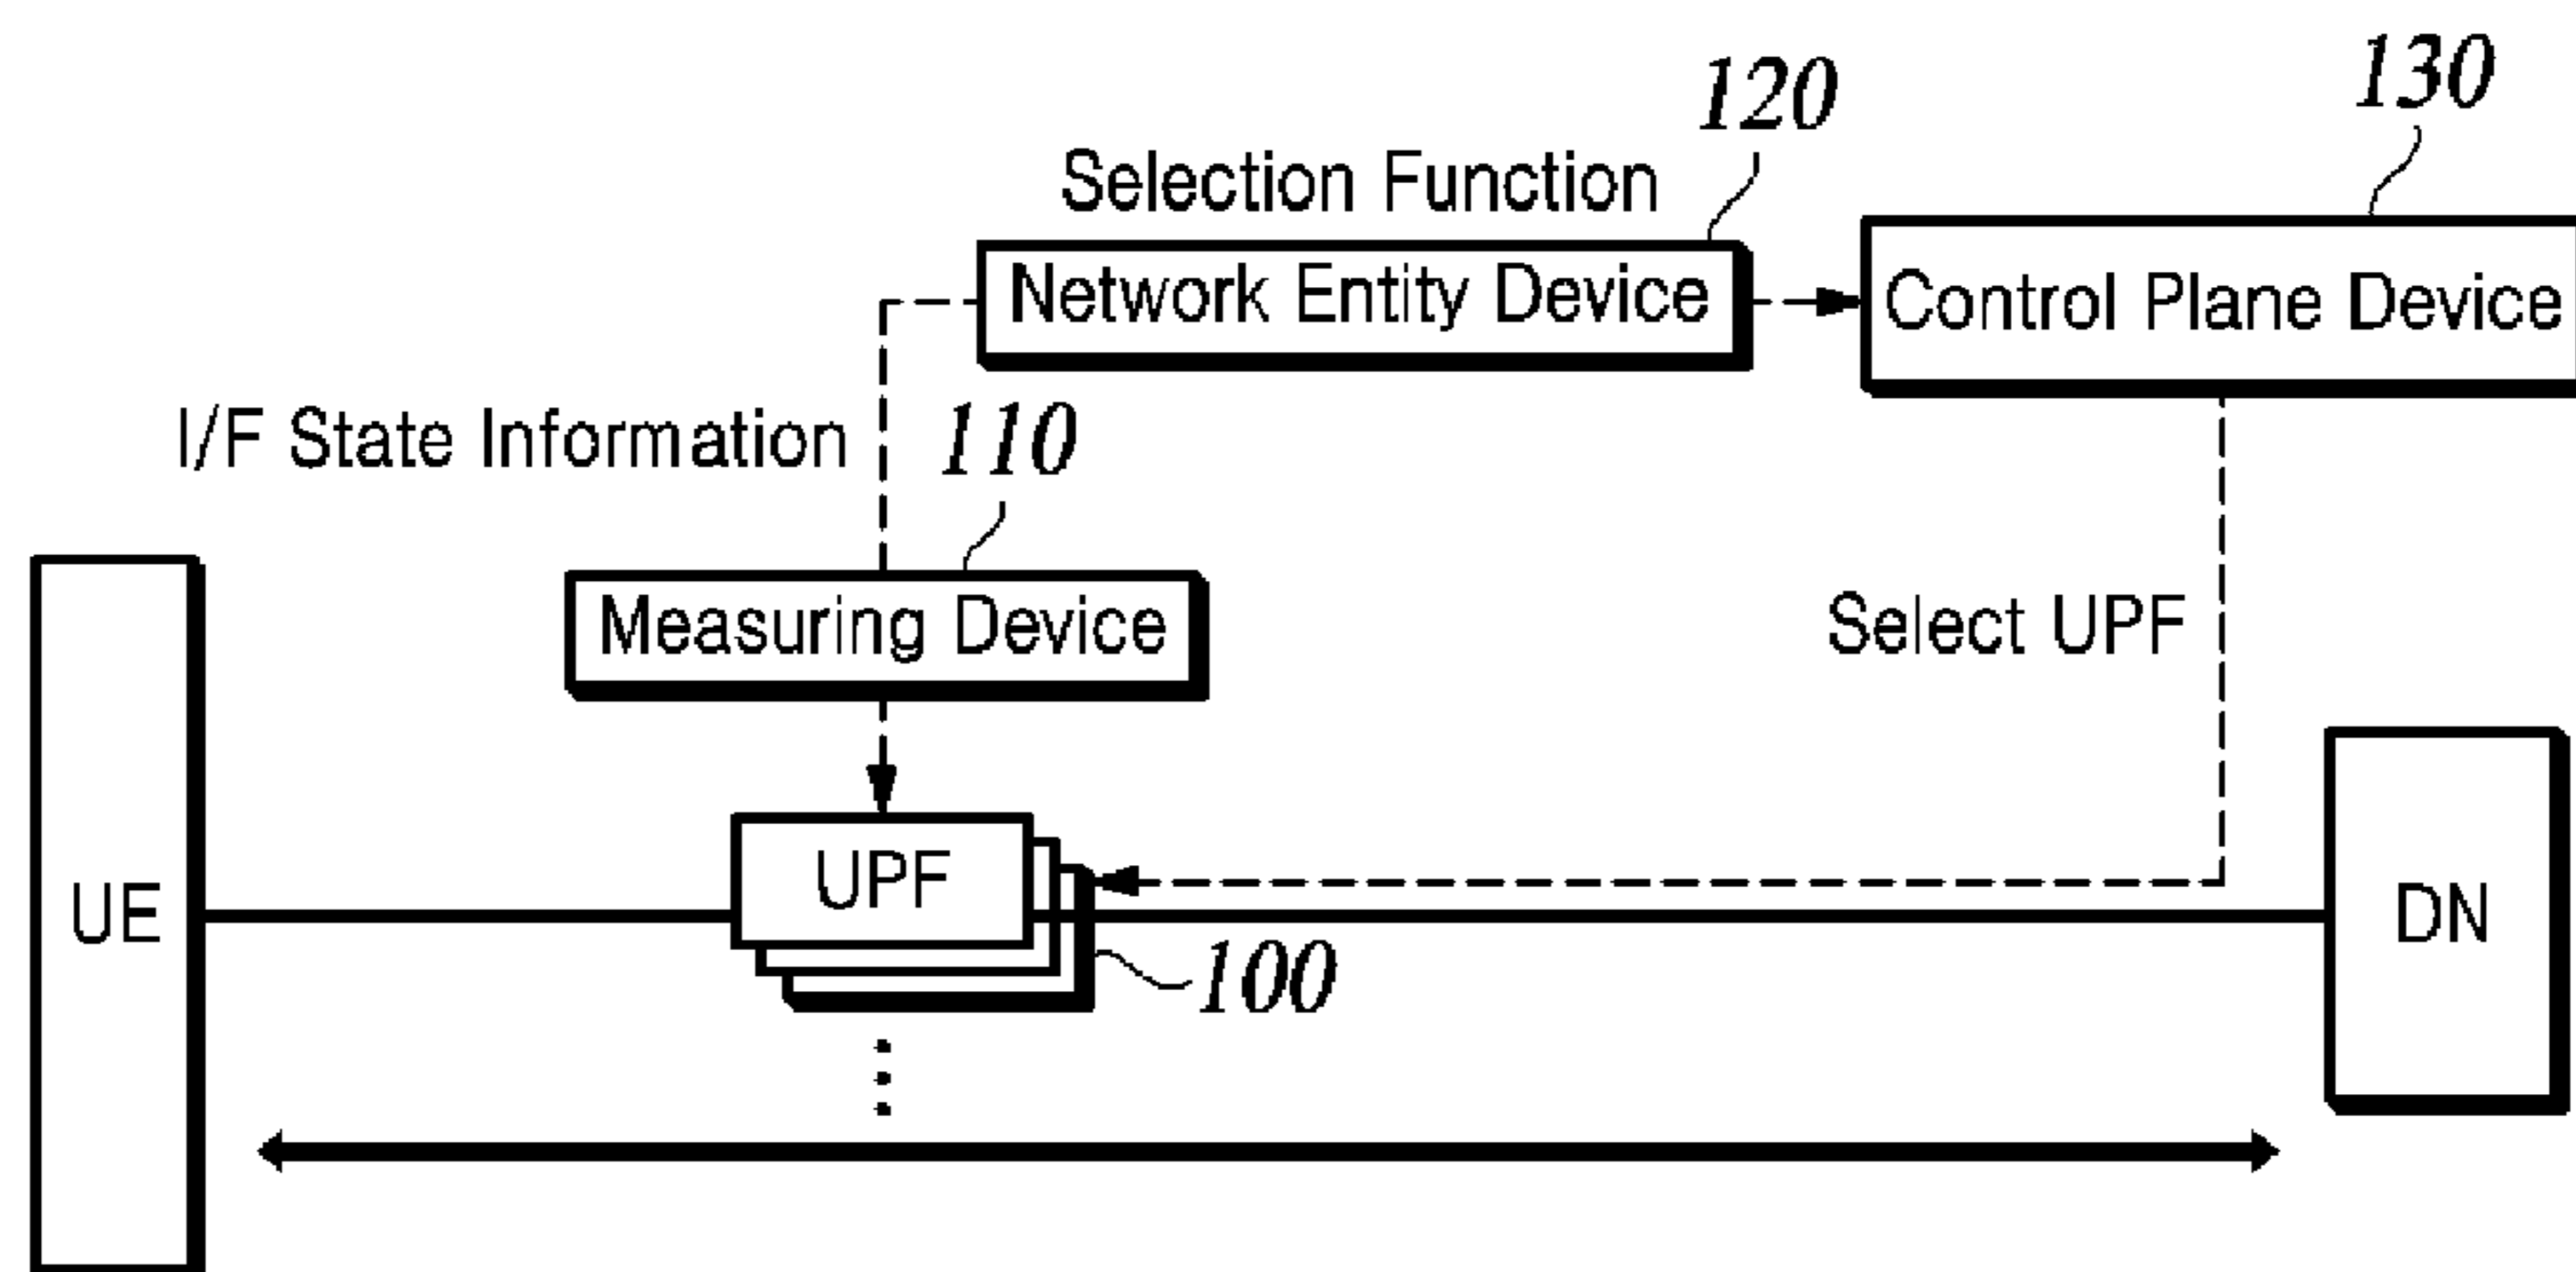 130
120
Selection Function
Network Entity Device
Control Plane Device
I/F State Information
110
Measuring Device
Select UPF
UPF
UE
DN
100